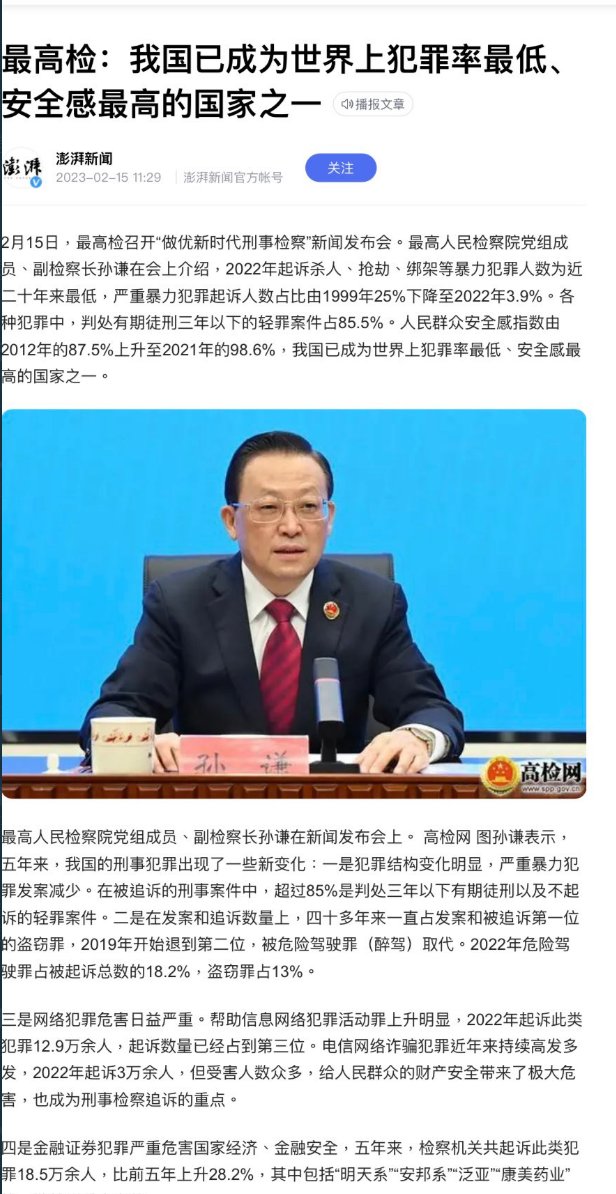 最高检：我国已成为世界上犯罪率最低、
安全感最高的国家之一
播报文章
澎湃
澎湃新闻
2023-02-15 11:29
澎湃新闻官方帐号
关注
2月15日，最高检召开“做优新时代刑事检察”新闻发布会。最高人民检察院党组成
员、副检察长孙谦在会上介绍，2022年起诉杀人、抢劫、绑架等暴力犯罪人数为近
二十年来最低，严重暴力犯罪起诉人数占比由1999年25%下降至2022年3.9%。各
种犯罪中，判处有期徒刑三年以下的轻罪案件占85.5%。人民群众安全感指数由
2012年的87.5%上升至2021年的98.6%，我国已成为世界上犯罪率最低、安全感最
高的国家之一。
孙 谦
高检网
www.spp.gov.cn
最高人民检察院党组成员、副检察长孙谦在新闻发布会上。 高检网 图孙谦表示，
五年来，我国的刑事犯罪出现了一些新变化：一是犯罪结构变化明显，严重暴力犯
罪发案减少。在被追诉的刑事案件中，超过85%是判处三年以下有期徒刑以及不起
诉的轻罪案件。二是在发案和追诉数量上，四十多年来一直占发案和被追诉第一位
的盗窃罪，2019年开始退到第二位，被危险驾驶罪（醉驾）取代。2022年危险驾
驶罪占被起诉总数的18.2%，盗窃罪占13%。
三是网络犯罪危害日益严重。帮助信息网络犯罪活动罪上升明显，2022年起诉此类
犯罪12.9万余人，起诉数量已经占到第三位。电信网络诈骗犯罪近年来持续高发多
发，2022年起诉3万余人，但受害人数众多，给人民群众的财产安全带来了极大危
害，也成为刑事检察追诉的重点。
四是金融证券犯罪严重危害国家经济、金融安全，五年来，检察机关共起诉此类犯
罪18.5万余人，比前五年上升28.2%，其中包括“明天系”“安邦系”“泛亚”“康美药业”